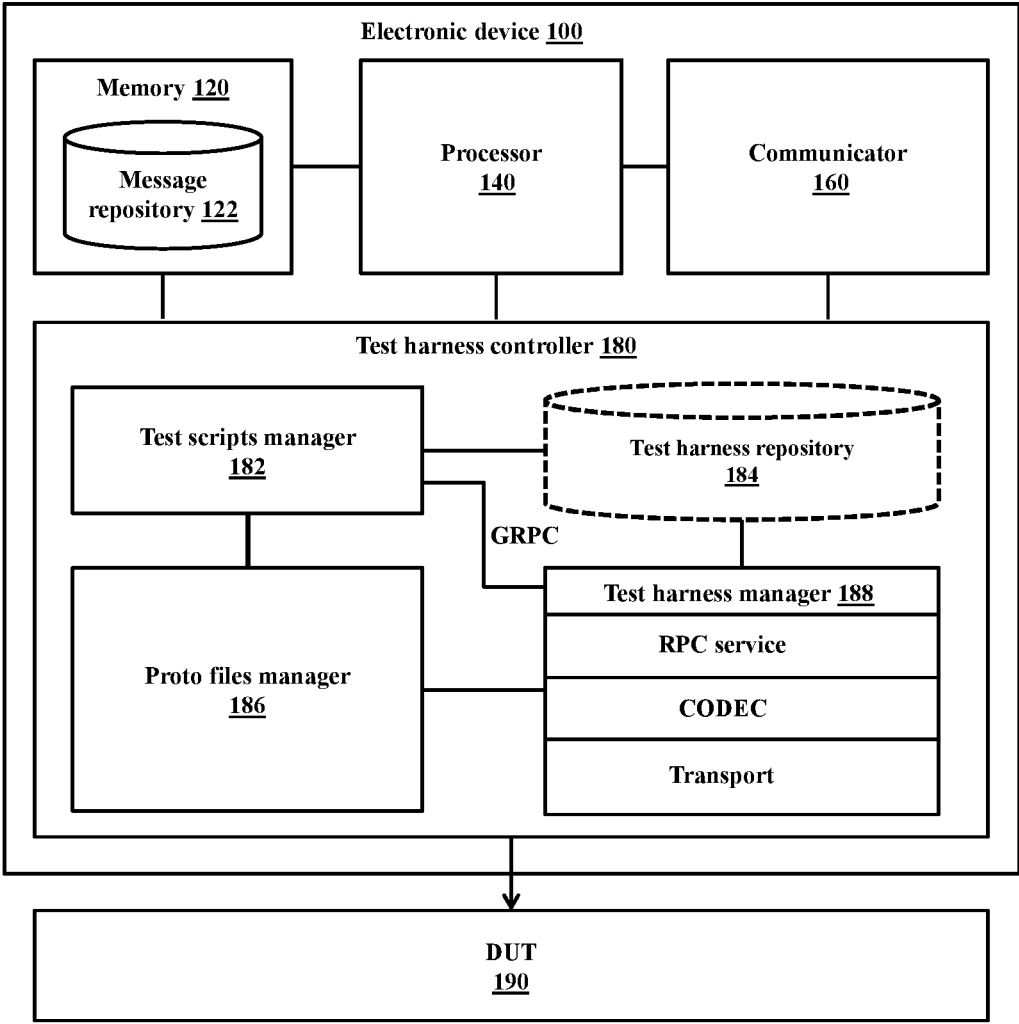 Electronic device 100
Memory 120
Message
repository 122
Processor
140
Communicator
160
Test harness controller 180
Test scripts manager
182
Test harness repository
184
GRPC
Proto files manager
186
Test harness manager 188
RPC service
CODEC
Transport
DUT
190